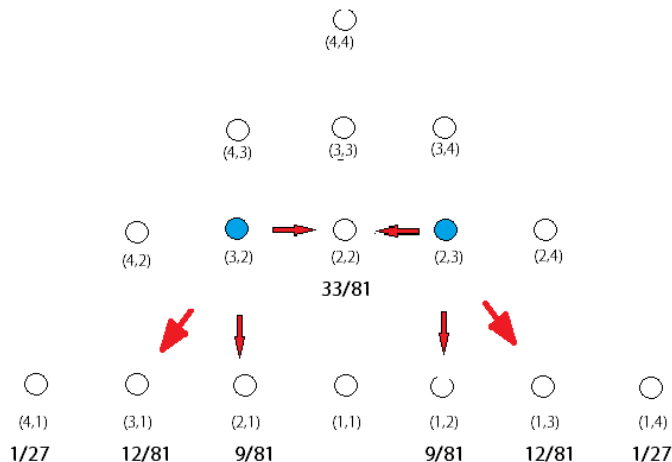 (4,4)
(4,3) (3,3) (3,4)
(4,2) (3,2) (2,2) (2,3) (2,4)
33/81
(4,1) (3,1) (2,1) (1,1) (1,2) (1,3) (1,4)
1/27 12/81 9/81 9/81 12/81 1/27